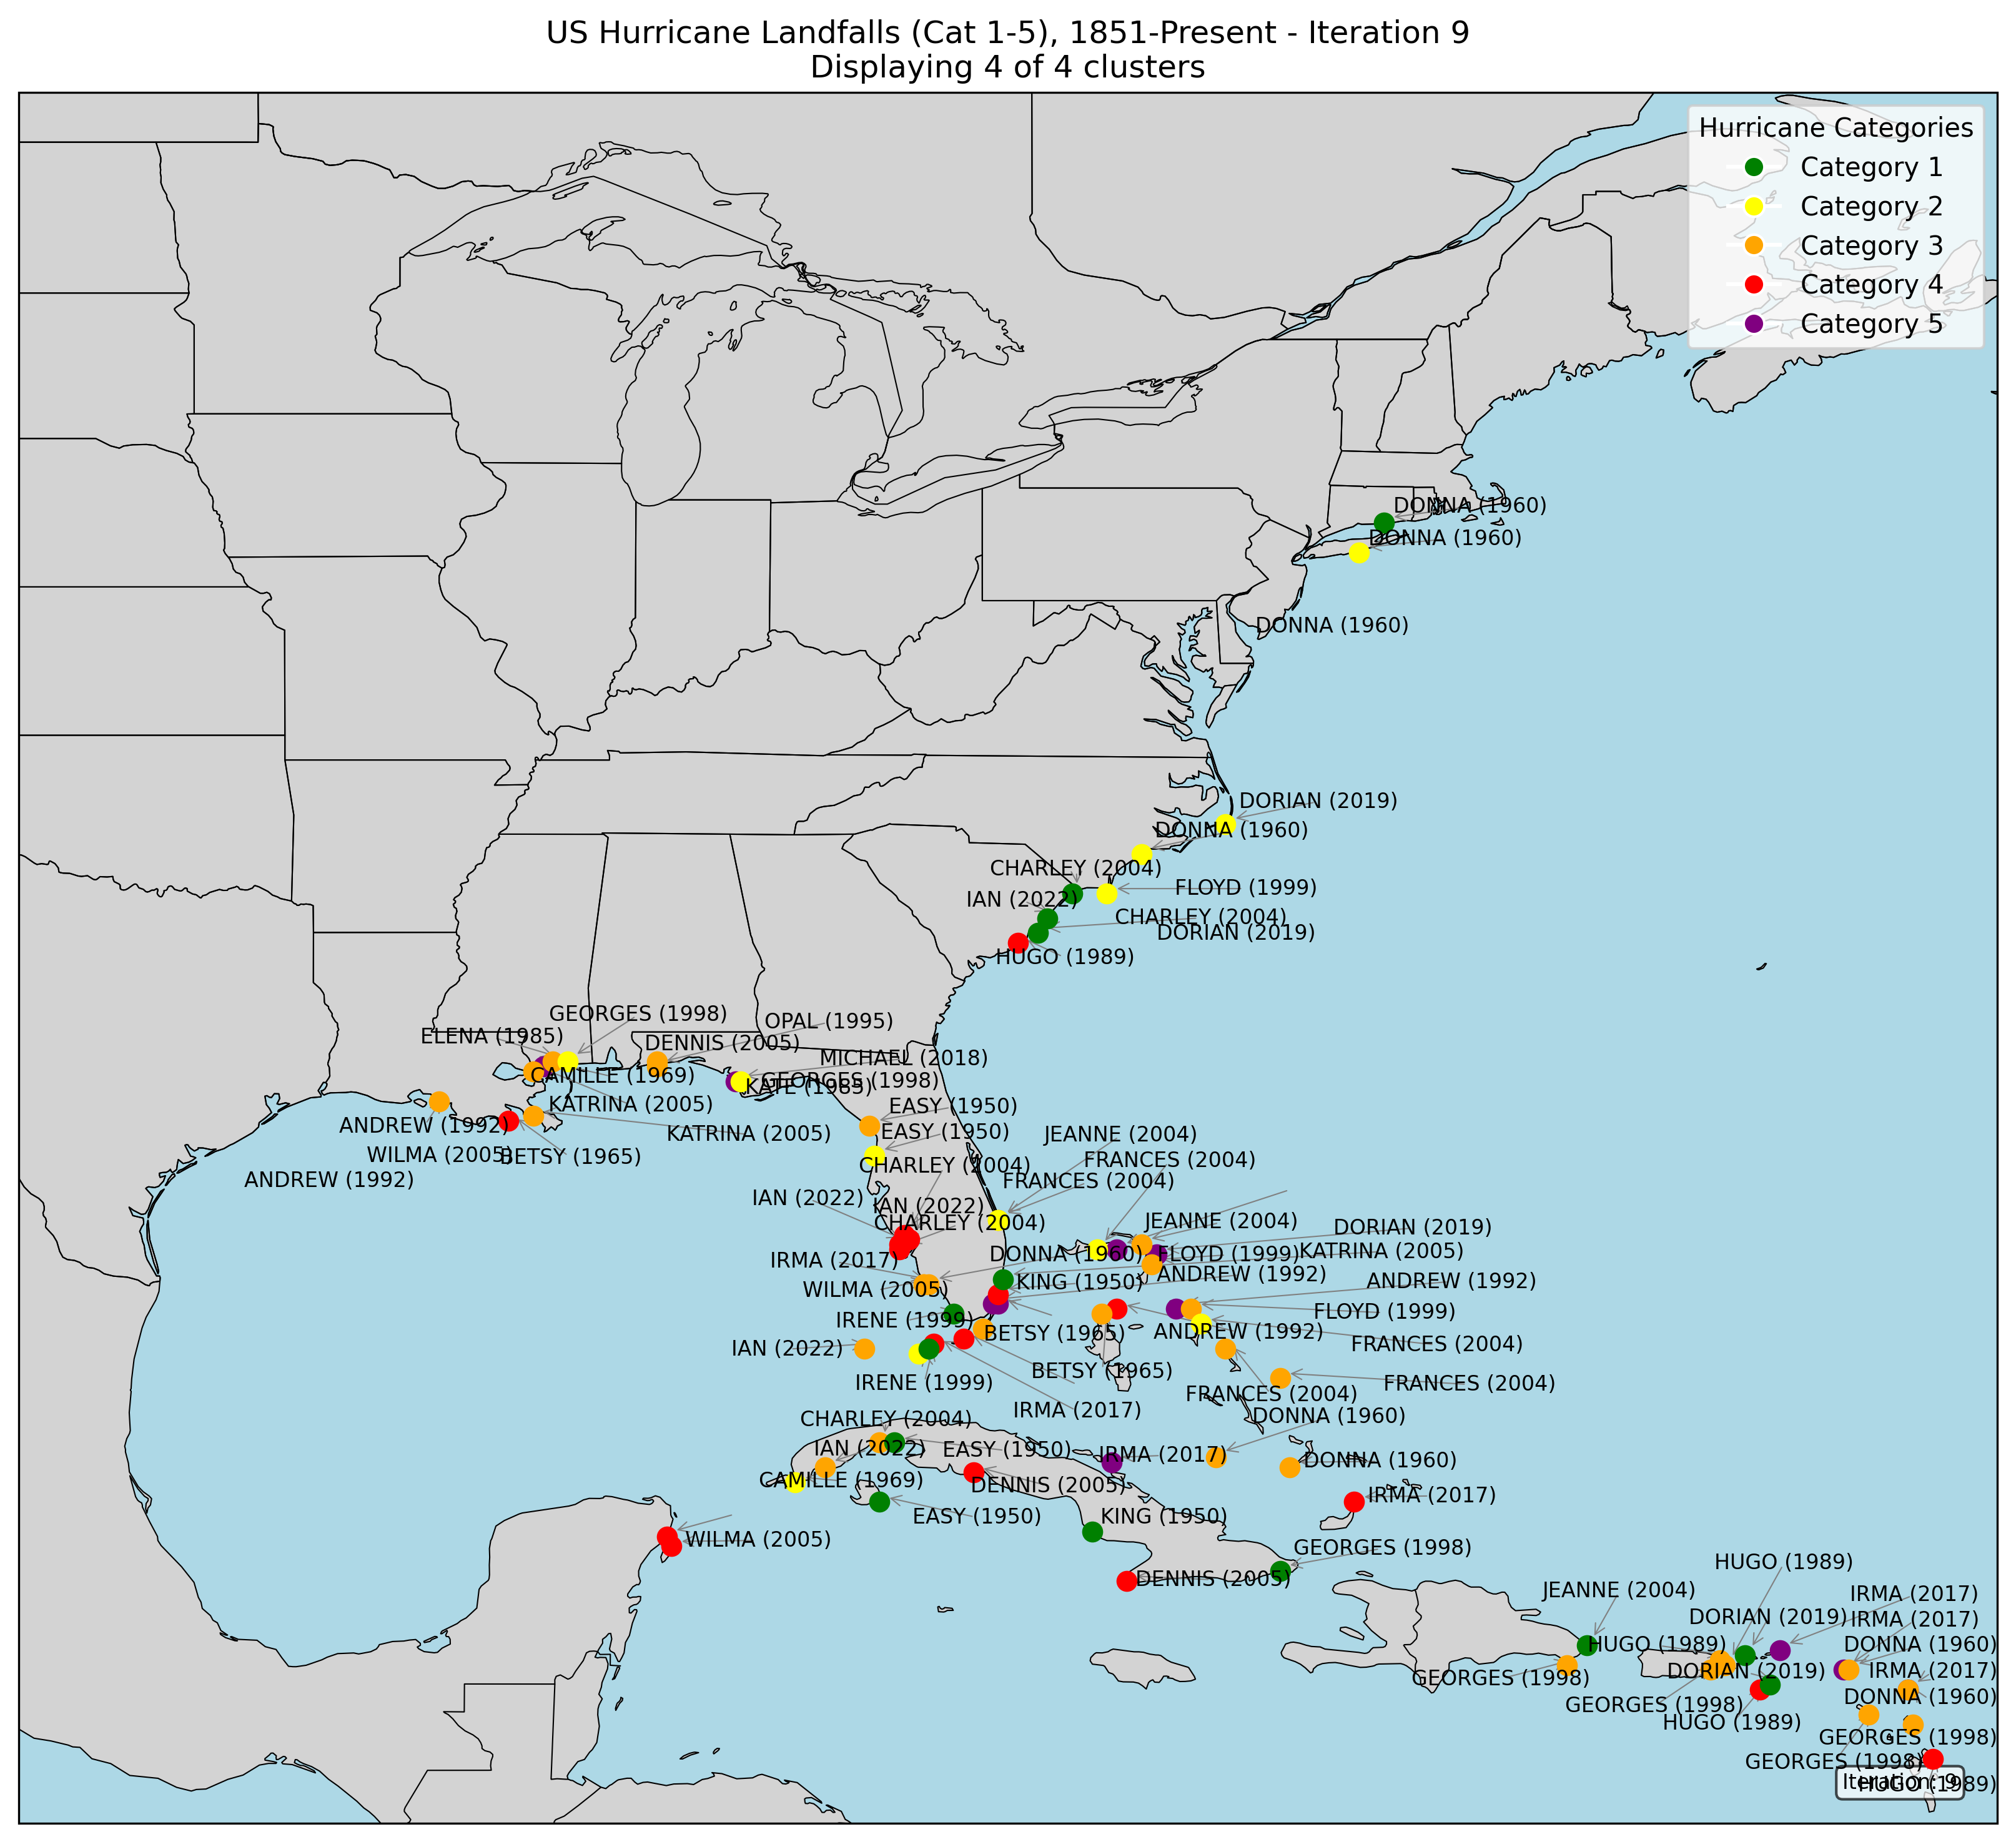 US Hurricane Landfalls (Cat 1-5), 1851-Present - Iteration 9
Displaying 4 of 4 clusters
Hurricane Categories
Category 1
Category 2
Category 3
Category 4
Category 5
DONNA (1960)
DONNA (1960)
DONNA (1960)
DORIAN (2019)
DONNA (1960)
CHARLEY (2004)
FLOYD (1999)
IAN (2022)
CHARLEY (2004)
DORIAN (2019)
HUGO (1989)
GEORGES (1998)
OPAL (1995)
ELENA (1985)
DENNIS (2005)
MICHAEL (2018)
CAMILLE (1969)
GEORGES (1998)
KATE (1985)
KATRINA (2005)
EASY (1950)
ANDREW (1992)
KATRINA (2005)
EASY (1950)
JEANNE (2004)
WILMA (2005)
BETSY (1965)
CHARLEY (2004)
FRANCES (2004)
ANDREW (1992)
FRANCES (2004)
IAN (2022)
IAN (2022)
CHARLEY (2004)
JEANNE (2004)
DORIAN (2019)
IRMA (2017)
DONNA (1960)
FLOYD (1999)
KATRINA (2005)
WILMA (2005)
KING (1950)
ANDREW (1992)
ANDREW (1992)
IRENE (1999)
BETSY (1965)
ANDREW (1992)
FLOYD (1999)
IAN (2022)
FRANCES (2004)
IRENE (1999)
BETSY (1965)
FRANCES (2004)
FRANCES (2004)
IRMA (2017)
CHARLEY (2004)
DONNA (1960)
IAN (2022)
EASY (1950)
IRMA (2017)
DONNA (1960)
CAMILLE (1969)
DENNIS (2005)
IRMA (2017)
EASY (1950)
KING (1950)
WILMA (2005)
GEORGES (1998)
DENNIS (2005)
HUGO (1989)
JEANNE (2004)
IRMA (2017)
DORIAN (2019)
IRMA (2017)
HUGO (1989)
DONNA (1960)
GEORGES (1998)
DORIAN (2019)
IRMA (2017)
GEORGES (1998)
DONNA (1960)
HUGO (1989)
GEORGES (1998)
GEORGES (1998)
Iteration: 9
HUGO (1989)